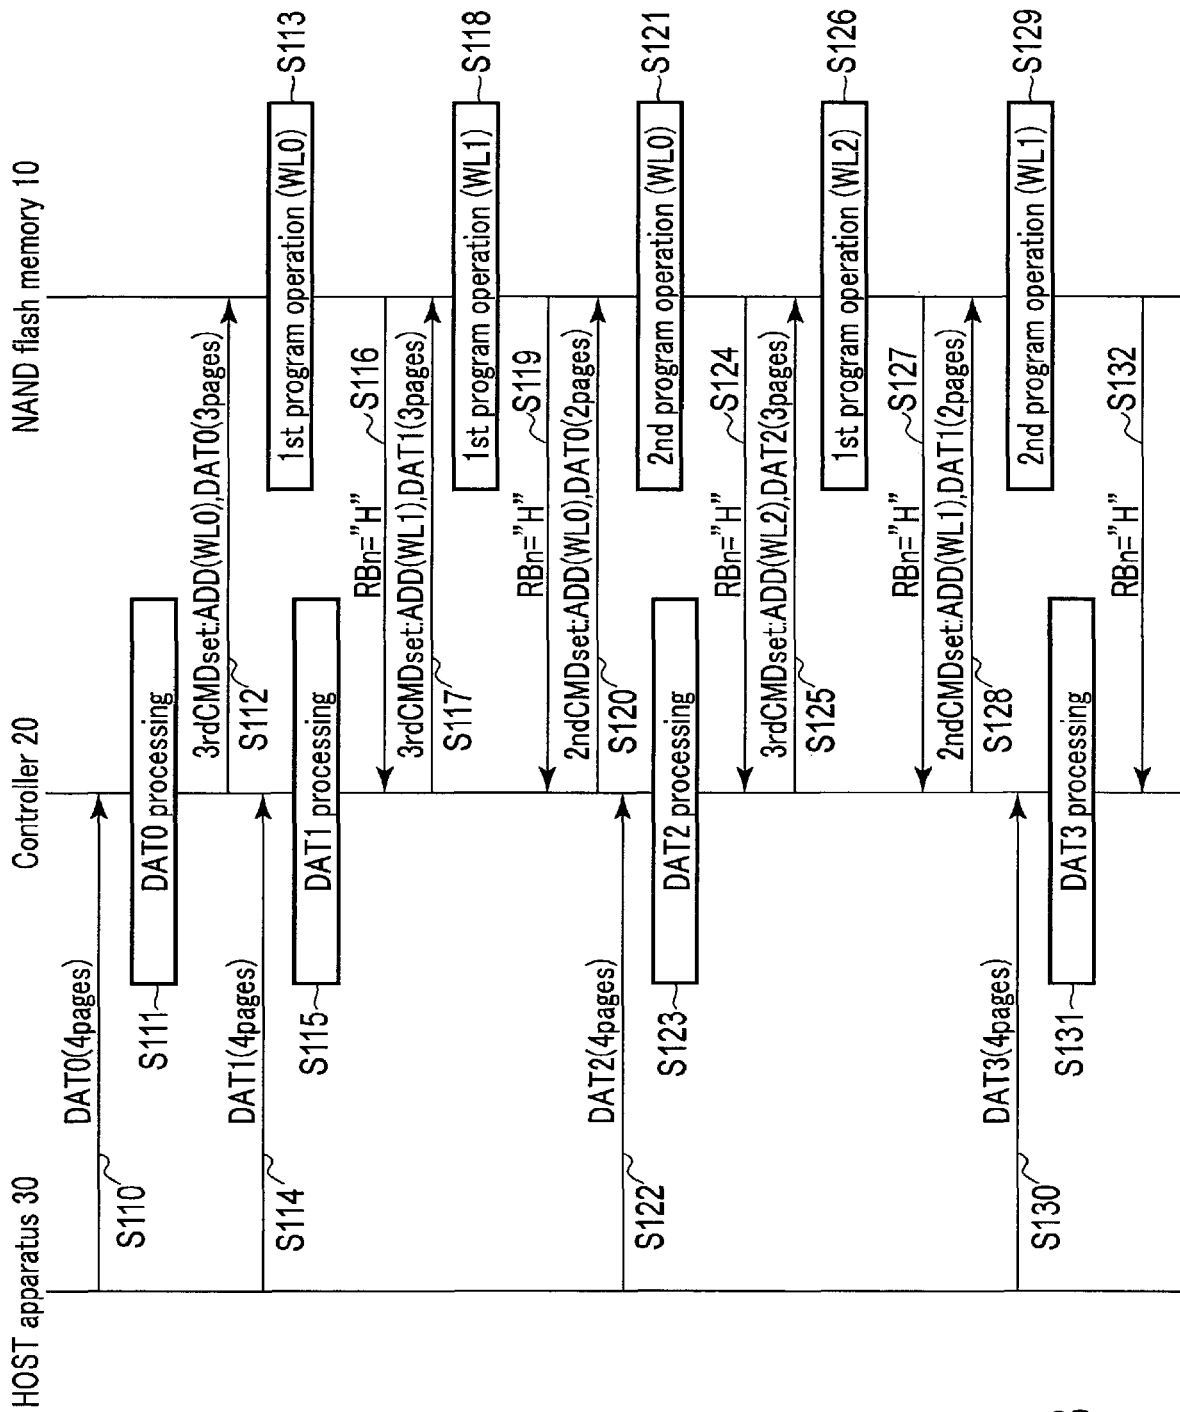 HOST apparatus 30
Controller 20
NAND flash memory 10
DAT0(4pages)
S110
S111
DAT0 processing
3rdCMDset:ADD(WL0),DAT0(3pages)
S112
1st program operation (WL0)
S113
DAT1(4pages)
S114
S115
DAT1 processing
RBn="H"
S116
3rdCMDset:ADD(WL1),DAT1(3pages)
S117
1st program operation (WL1)
S118
RBn="H"
S119
2ndCMDset:ADD(WL0),DAT0(2pages)
S120
2nd program operation (WL0)
S121
DAT2(4pages)
S122
S123
DAT2 processing
RBn="H"
S124
3rdCMDset:ADD(WL2),DAT2(3pages)
S125
1st program operation (WL2)
S126
RBn="H"
S127
2ndCMDset:ADD(WL1),DAT1(2pages)
S128
2nd program operation (WL1)
S129
DAT3(4pages)
S130
S131
DAT3 processing
RBn="H"
S132